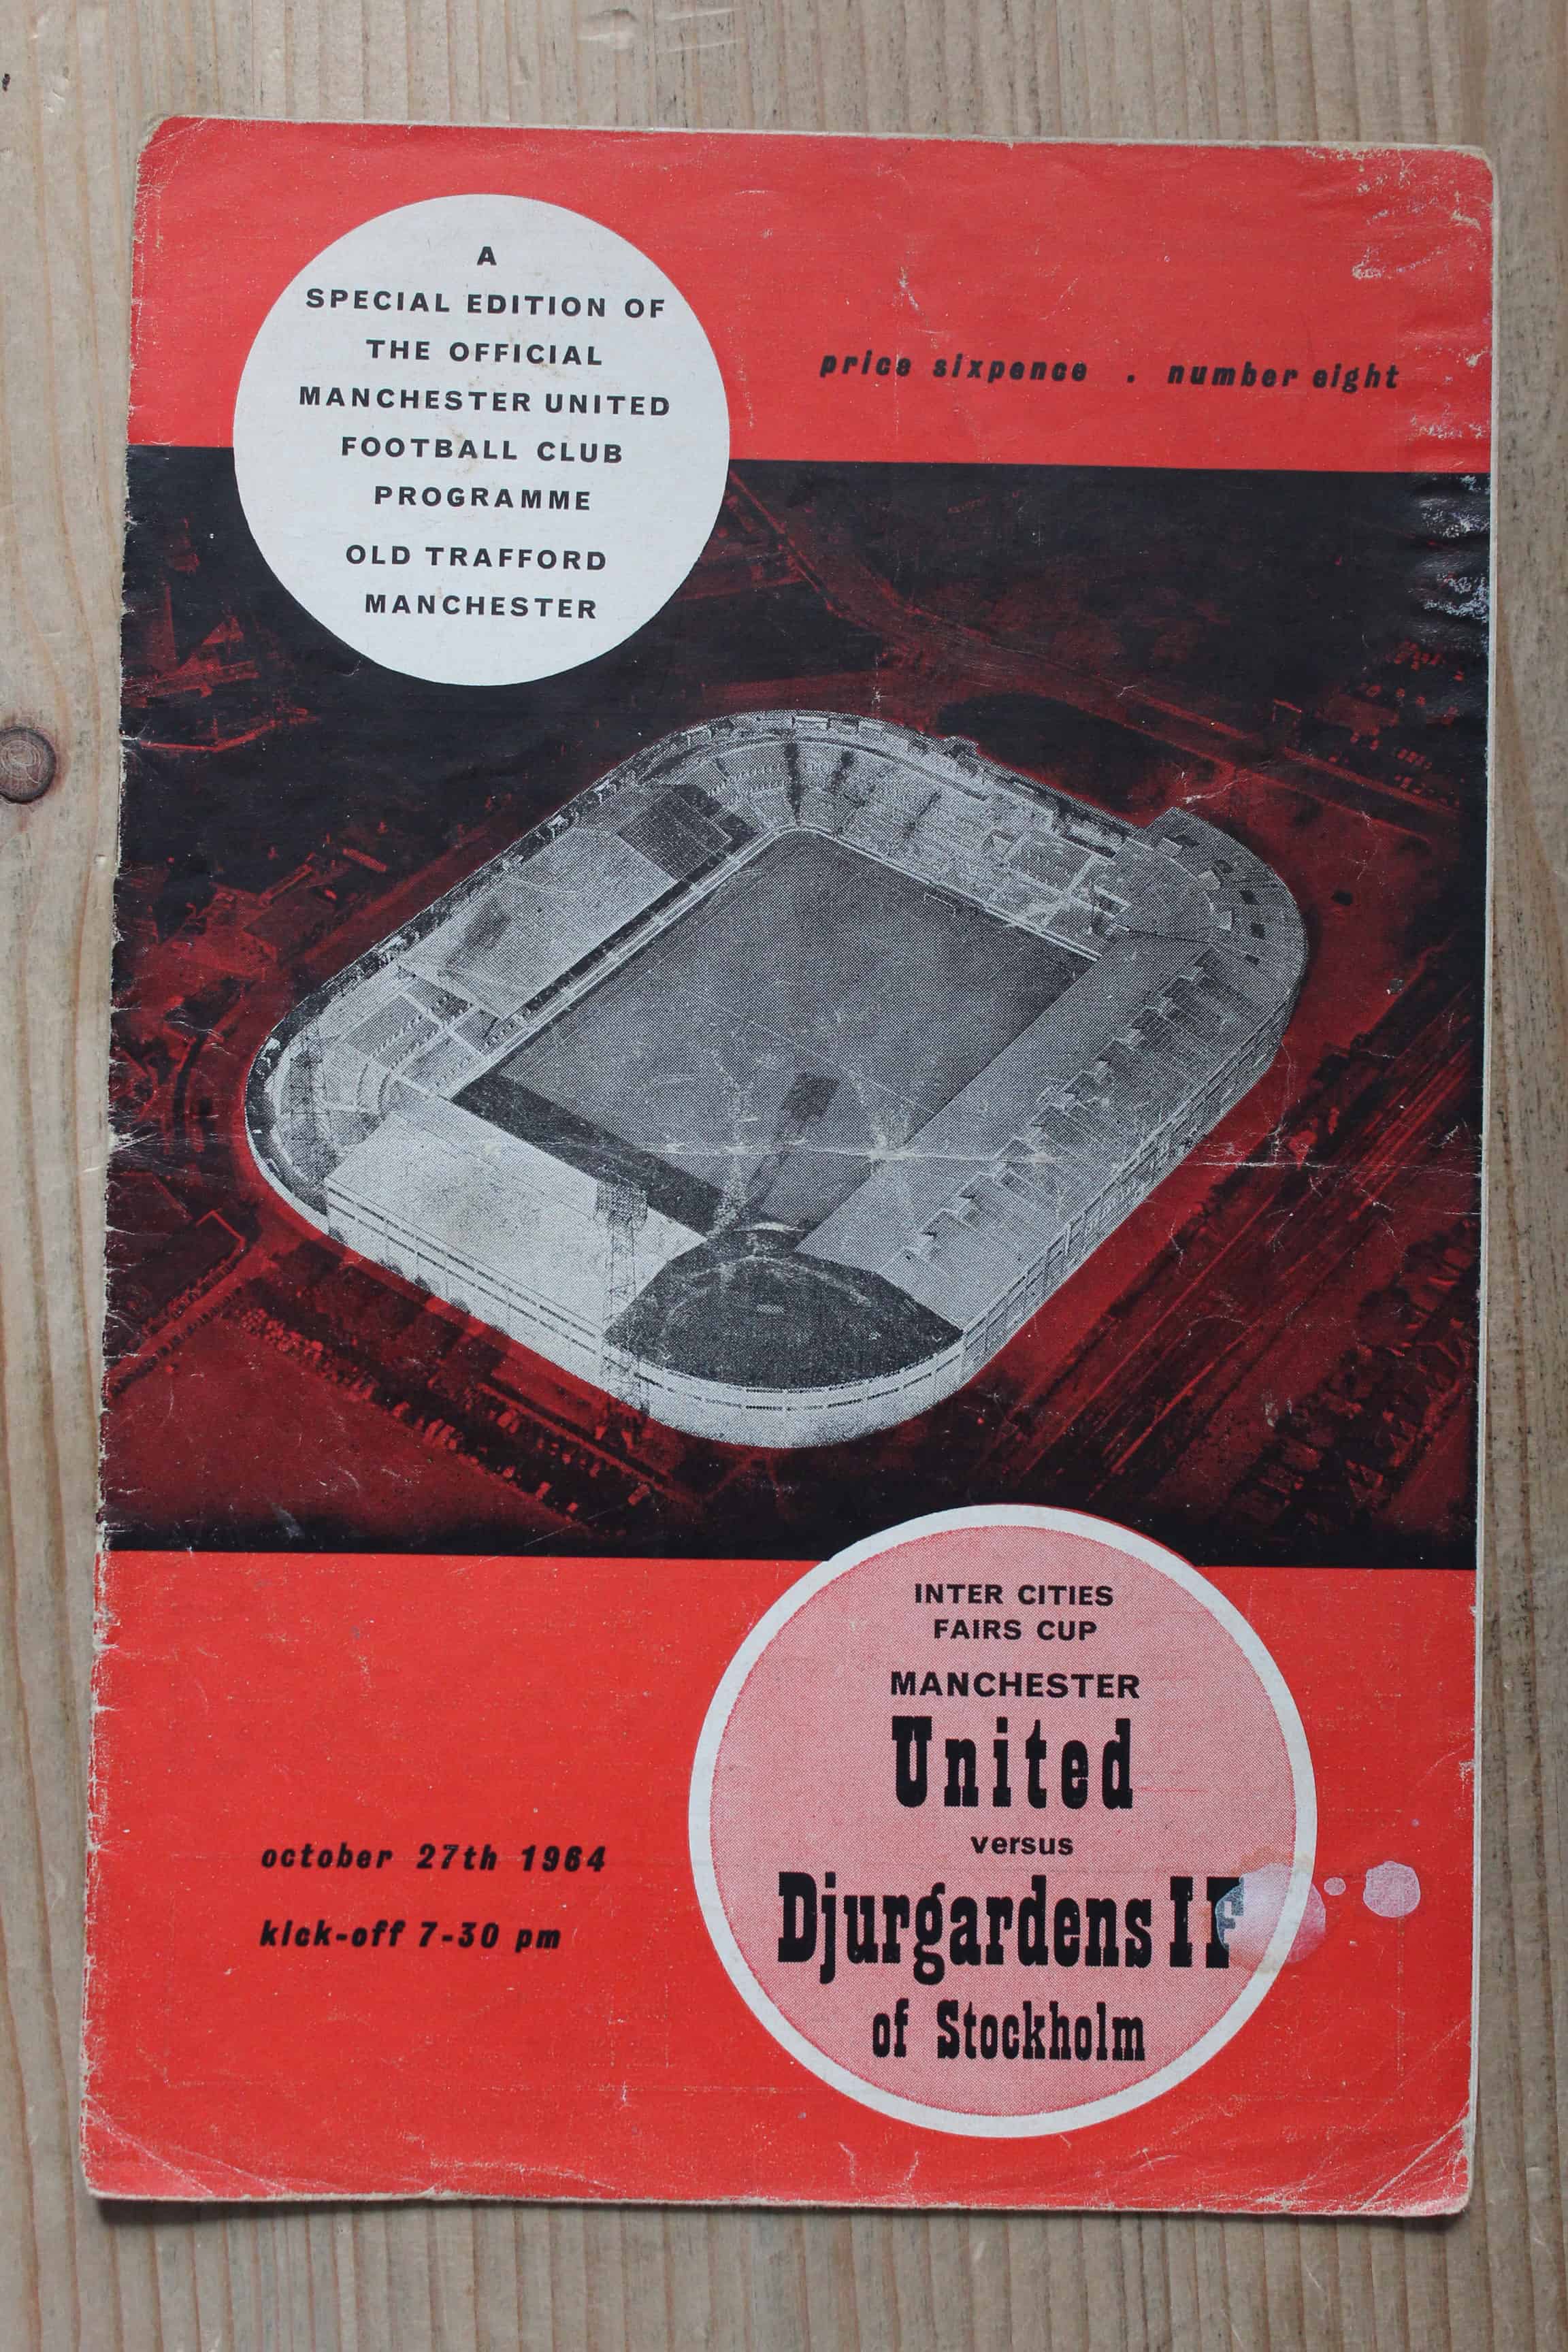 A
SPECIAL EDITION OF
THE OFFICIAL
MANCHESTER UNITED
FOOTBALL CLUB
PROGRAMME
OLD TRAFFORD
MANCHESTER
price sixpence . number eight
INTER CITIES
FAIRS CUP
MANCHESTER
United
versus
Djurgardens IF
of Stockholm
october 27th 1964
kick-off 7-30 pm